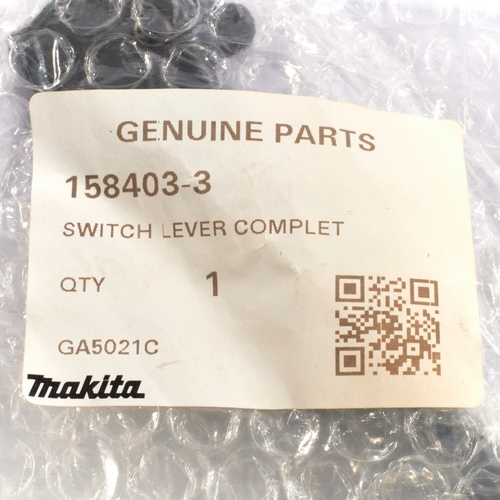 GENUINE PARTS
158403-3
SWITCH LEVER COMPLET
QTY 1
GA5021C
makita